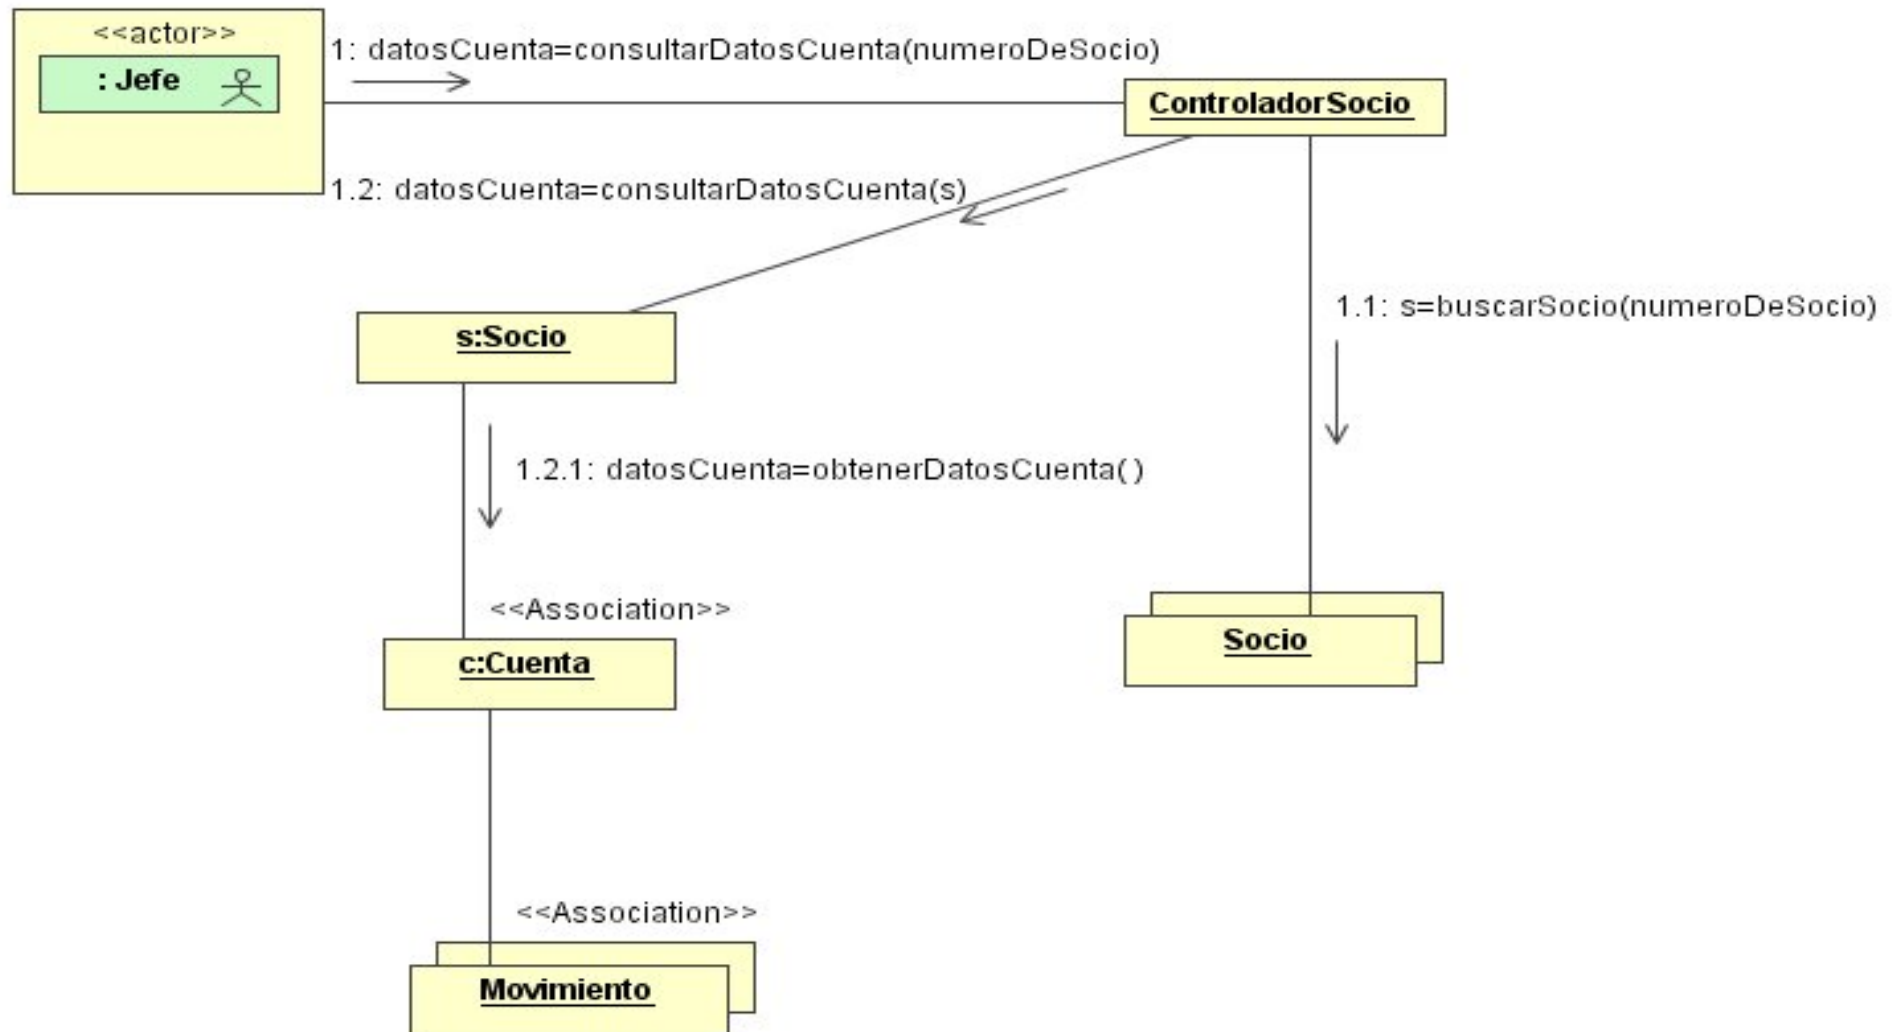 <<actor>>
: Jefe
1: datosCuenta=consultarDatosCuenta(numeroDeSocio)
ControladorSocio
1.2: datosCuenta=consultarDatosCuenta(s)
1.1: s=buscarSocio(numeroDeSocio)
s:Socio
1.2.1: datosCuenta=obtenerDatosCuenta()
<<Association>>
c:Cuenta
Socio
<<Association>>
Movimiento